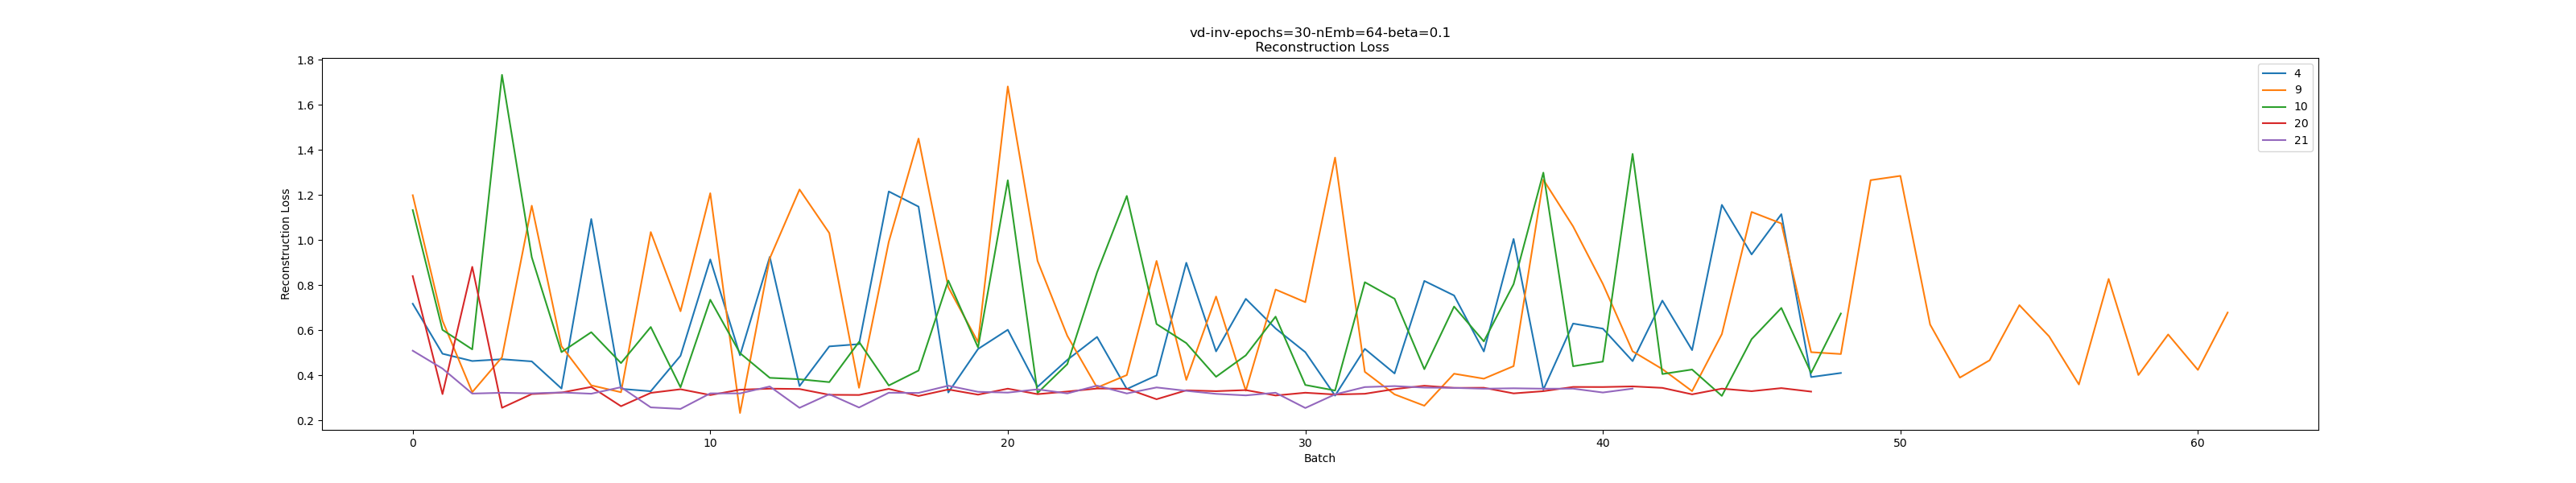 vd-inv-epochs=30-nEmb=64-beta=0.1
Reconstruction Loss
1.8
1.6
1.4
1.2
1.0
0.8
0.6
0.4
0.2
Reconstruction Loss
4
9
10
20
21
0 10 20 30 40 50 60
Batch